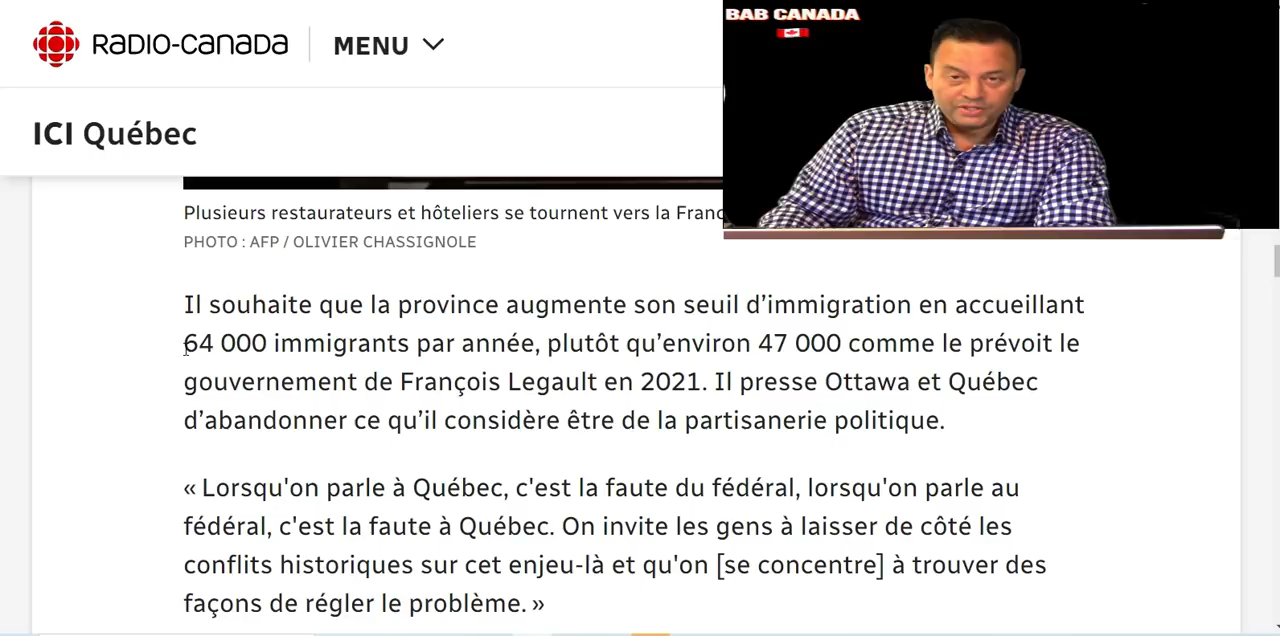 RADIO-CANADA
MENU
BAB CANADA
ICI Québec
Plusieurs restaurateurs et hôteliers se tournent vers la Franc
PHOTO : AFP / OLIVIER CHASSIGNOLE
Il souhaite que la province augmente son seuil d’immigration en accueillant
64 000 immigrants par année, plutôt qu’environ 47 000 comme le prévoit le
gouvernement de François Legault en 2021. Il presse Ottawa et Québec
d’abandonner ce qu’il considère être de la partisanerie politique.
« Lorsqu'on parle à Québec, c'est la faute du fédéral, lorsqu'on parle au
fédéral, c'est la faute à Québec. On invite les gens à laisser de côté les
conflits historiques sur cet enjeu-là et qu'on [se concentre] à trouver des
façons de régler le problème. »